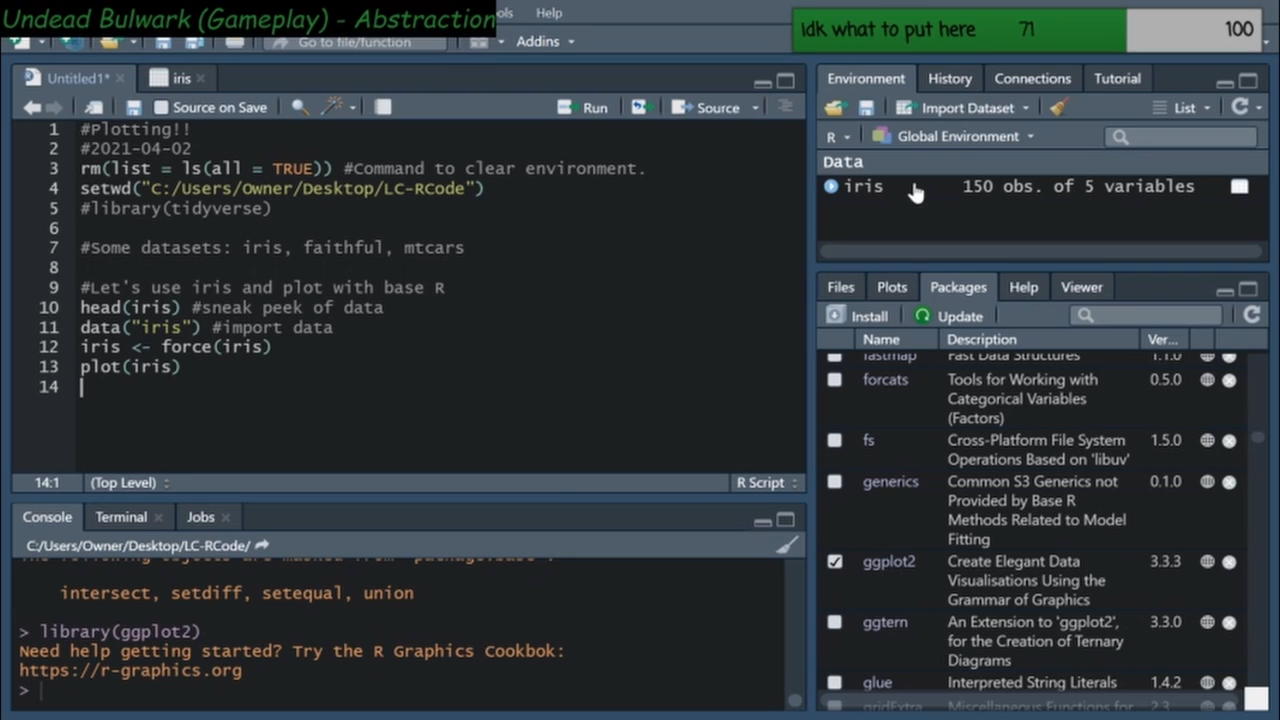 Undead Bulwark (Gameplay) - Abstraction
Help
Go to file/function
Addins
Idk what to put here 71 100
Untitled1*
iris
Source on Save
Run
Source
1 #Plotting!!
2 #2021-04-02
3 rm(list = ls(all = TRUE)) #Command to clear environment.
4 setwd("C:/Users/Owner/Desktop/LC-RCode")
5 #library(tidyverse)
6
7 #Some datasets: iris, faithful, mtcars
8
9 #Let's use iris and plot with base R
10 head(iris) #sneak peek of data
11 data("iris") #import data
12 iris <- force(iris)
13 plot(iris)
14
14:1 (Top Level) R Script
Console Terminal Jobs
C:/Users/Owner/Desktop/LC-RCode/
intersect, setdiff, setequal, union
> library(ggplot2)
Need help getting started? Try the R Graphics Cookbok:
https://r-graphics.org
>
Environment History Connections Tutorial
Import Dataset List
R Global Environment
Data
iris 150 obs. of 5 variables
Files Plots Packages Help Viewer
Install Update
Name Description Ver...
fastmap Fast Data Structures 1.1.0
forcats Tools for Working with 0.5.0
Categorical Variables
(Factors)
fs Cross-Platform File System 1.5.0
Operations Based on 'libuv'
generics Common S3 Generics not 0.1.0
Provided by Base R
Methods Related to Model
Fitting
ggplot2 Create Elegant Data 3.3.3
Visualisations Using the
Grammar of Graphics
ggtern An Extension to 'ggplot2', 3.3.0
for the Creation of Ternary
Diagrams
glue Interpreted String Literals 1.4.2
gridExtra Miscellaneous Functions for 2.3